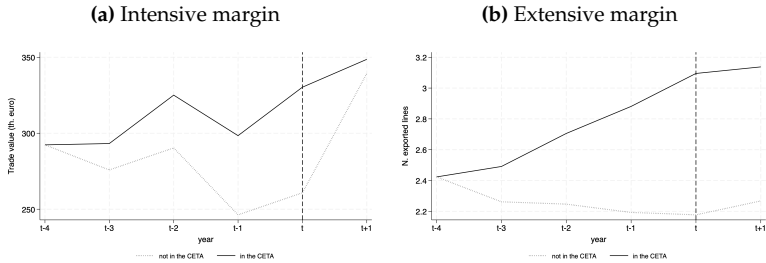 (a) Intensive margin
350
300
250
Trade value (th. euro)
t-4 t-3 t-2 t-1 t t+1
year
not in the CETA in the CETA
(b) Extensive margin
3.2
3
2.8
2.6
2.4
2.2
N. exported lines
t-4 t-3 t-2 t-1 t t+1
year
not in the CETA in the CETA